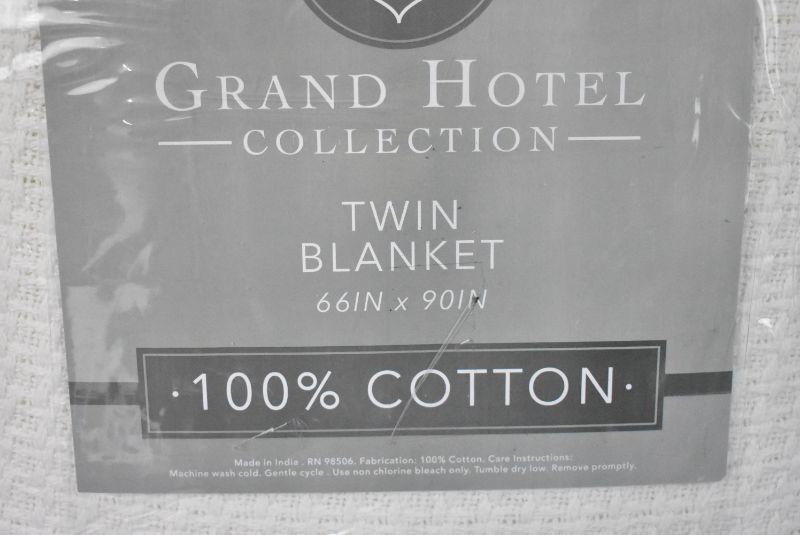 GRAND HOTEL
COLLECTION
TWIN
BLANKET
66IN x 90IN
·100% COTTON·
Made in India . RN 98506. Fabrication: 100% Cotton. Care Instructions:
Machine wash cold. Gentle cycle . Use non chlorine bleach only. Tumble dry low. Remove promptly.